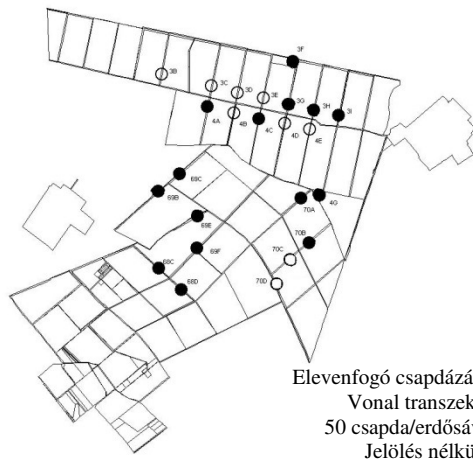 3F
3B
3C
3D
3E
3G
3H
3I
4A
4B
4C
4D
4E
69C
69B
69E
70A
4G
70B
69F
70C
68C
68D
70D
Elevenfogó csapdázá
Vonal transzek
50 csapda/erdősáv
Jelölés nélkü